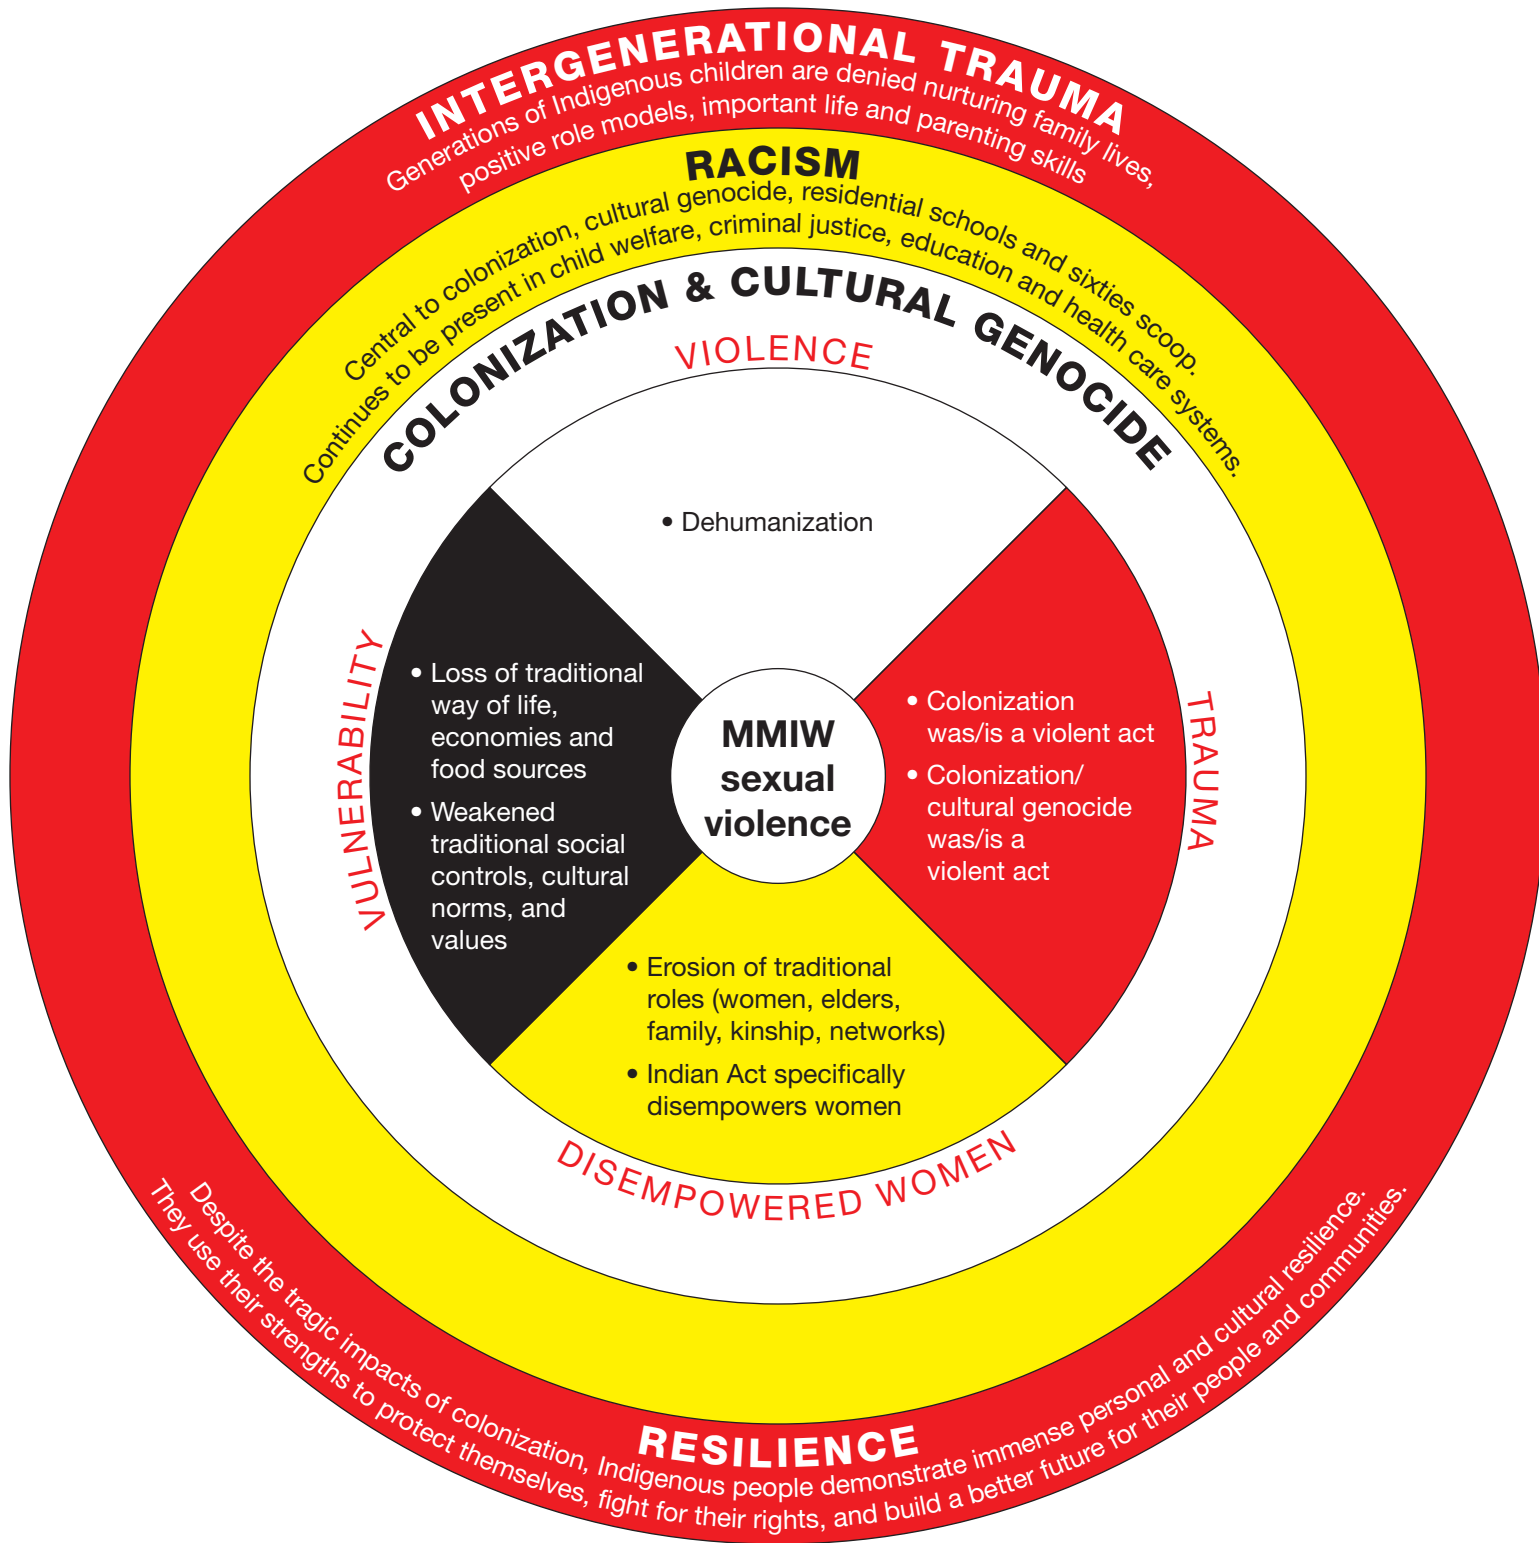 INTERGENERATIONAL TRAUMA
Generations of Indigenous children are denied nurturing family lives,
positive role models, important life and parenting skills
RACISM
Central to colonization, cultural genocide, residential schools and sixties scoop.
Continues to be present in child welfare, criminal justice, education and health care systems.
COLONIZATION & CULTURAL GENOCIDE
VIOLENCE
• Dehumanization
VULNERABILITY
• Loss of traditional
way of life,
economies and
food sources
• Weakened
traditional social
controls, cultural
norms, and
values
MMIW
sexual
violence
• Colonization
was/is a violent act
• Colonization/
cultural genocide
was/is a
violent act
TRAUMA
• Erosion of traditional
roles (women, elders,
family, kinship, networks)
• Indian Act specifically
disempowers women
DISEMPOWERED WOMEN
RESILIENCE
Despite the tragic impacts of colonization, Indigenous people demonstrate immense personal and cultural resilience.
They use their strengths to protect themselves, fight for their rights, and build a better future for their people and communities.